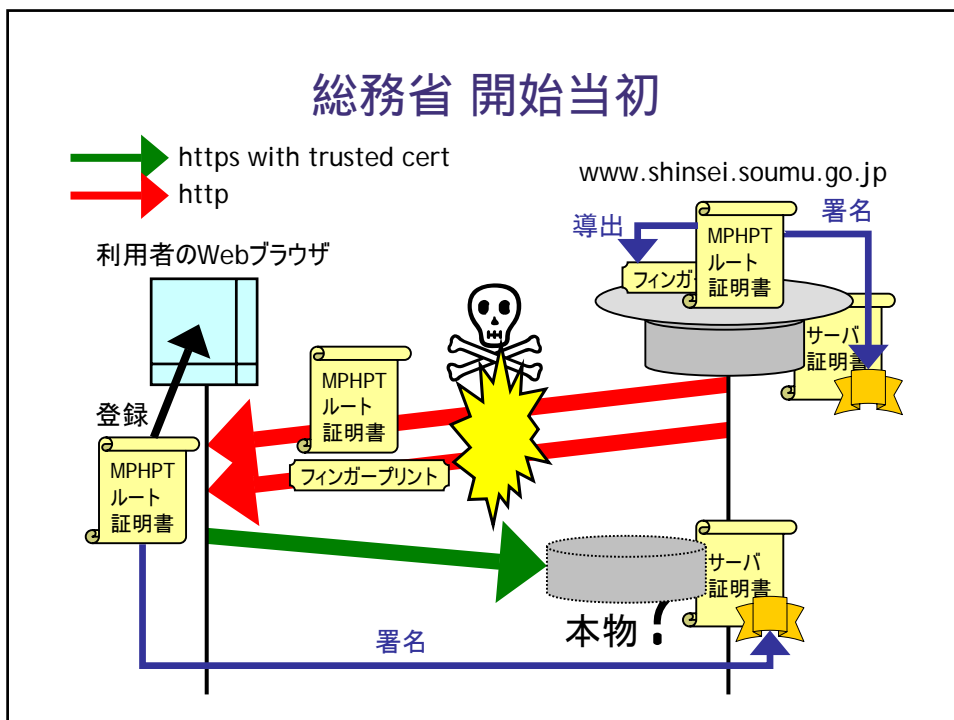 総務省 開始当初
https with trusted cert
http
www.shinsei.soumu.go.jp
導出
署名
MPHPT
ルート
証明書
フィンガ
サーバ
証明書
利用者のWebブラウザ
登録
MPHPT
ルート
証明書
MPHPT
ルート
証明書
フィンガープリント
サーバ
証明書
本物?
署名